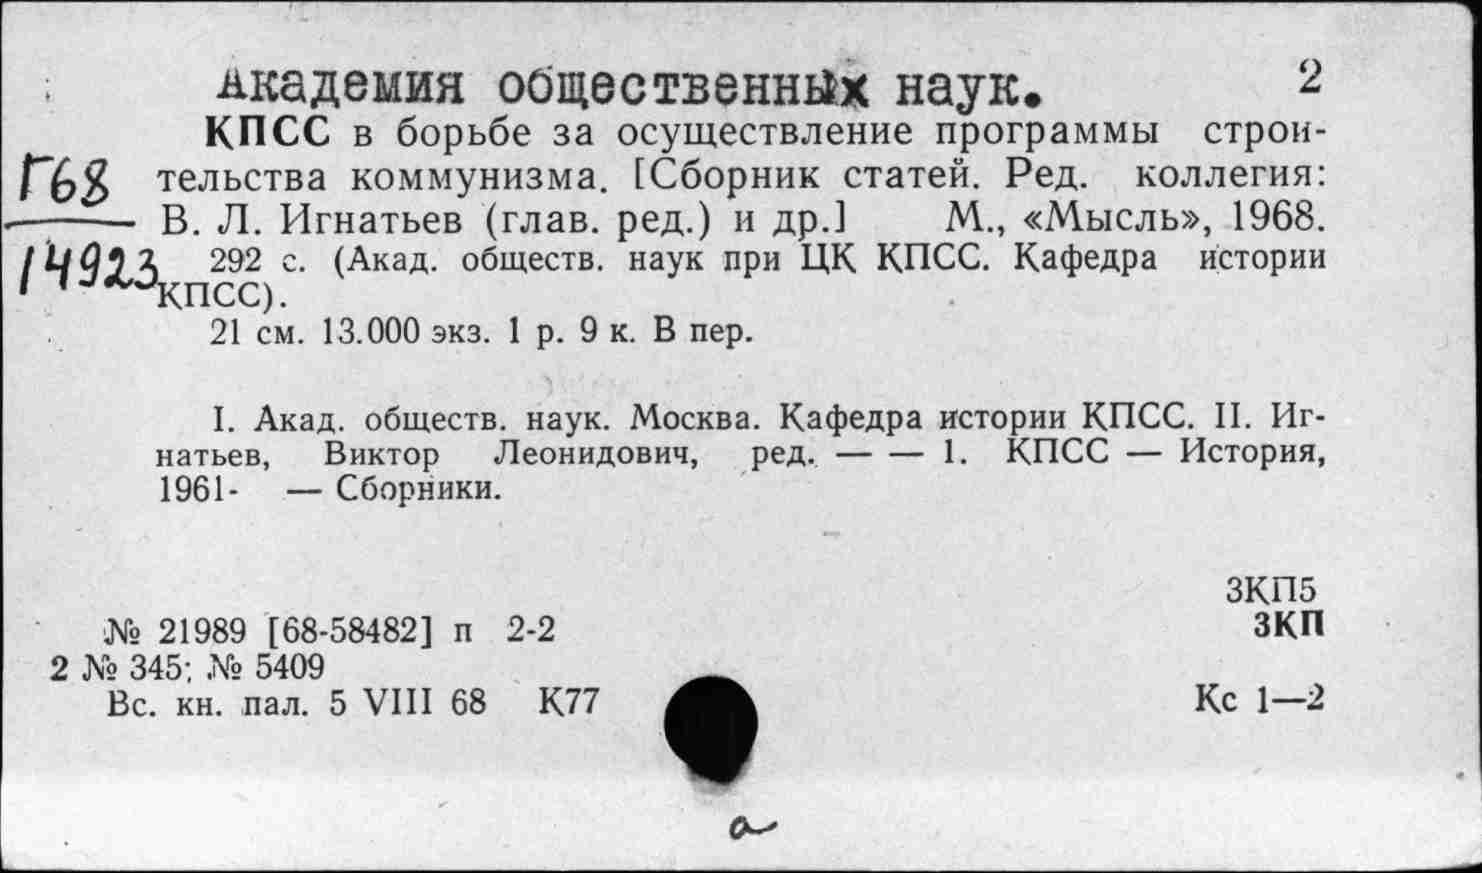 Академия общественных наук. 2
КПСС в борьбе за осуществление программы строи-
Г68 тельства коммунизма. [Сборник статей. Ред. коллегия:
В. Л. Игнатьев (глав. ред.) и др.] М., «Мысль», 1968.
14923 292 с. (Акад. обществ. наук при ЦК КПСС. Кафедра истории
КПСС).
21 см. 13.000 экз. 1 р. 9 к. В пер.
I. Акад. обществ. наук. Москва. Кафедра истории КПСС. II. Иг-
натьев, Виктор Леонидович, ред. — — 1. КПСС — История,
1961- — Сборники.
3КП5
№ 21989 [68-58482] п 2-2 3КП
2 № 345; № 5409
Вс. кн. пал. 5 VIII 68 К77 Кс 1—2